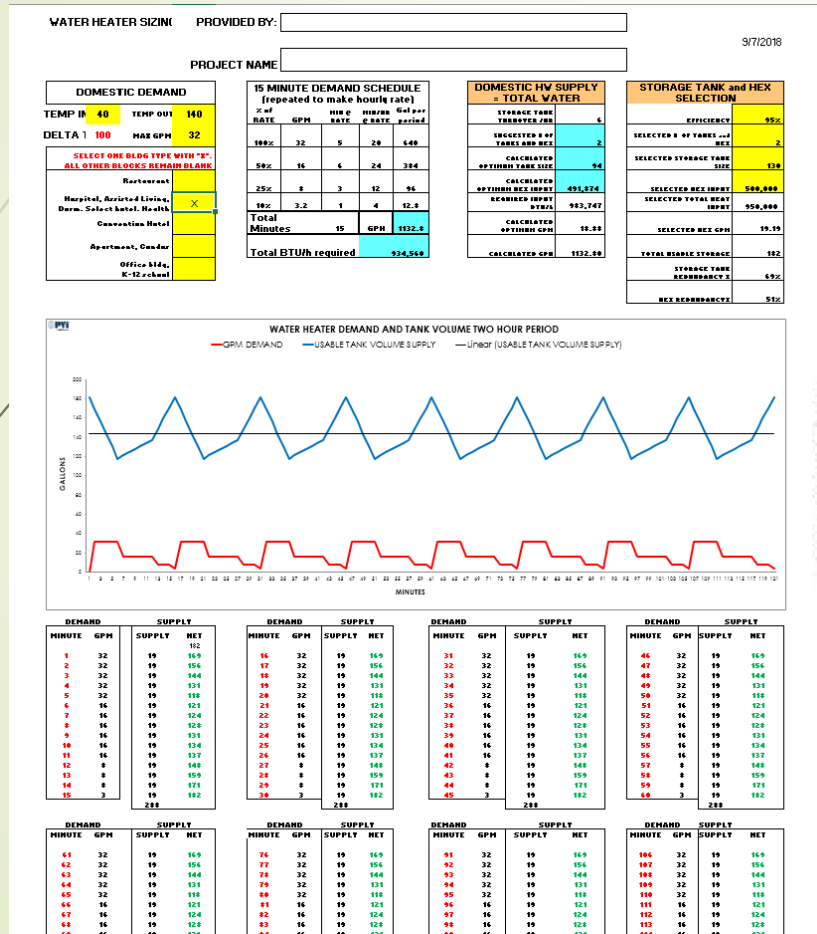 WATER HEATER SIZIN PROVIDED BY:
9/7/2018
PROJECT NAME
DOMESTIC DEMAND
TEMP IN 40 TEMP OUT 140
DELTA T 100 MAX GPM 32
SELECT ONE BLDG TYPE WITH "X".
ALL OTHER BLOCKS REMAIN BLANK
Restaurant
Hospital, Assisted Living,
Dorm. Select hotel. Health X
Convention Hotel
Apartment, Condos
Office bldg,
K-12 school
15 MINUTE DEMAND SCHEDULE
(repeated to make hourly rate)
% of RATE GPM MIN @ RATE MIN/HR @ RATE Gal per period
100% 32 5 20 640
50% 16 6 24 384
25% 8 3 12 96
10% 3.2 1 4 12.8
Total Minutes 15 GPM 1132.8
Total BTU/h required 934,560
DOMESTIC HW SUPPLY
= TOTAL WATER
STORAGE TANK TURNOVER /HR 6
SUGGESTED # OF TANKS AND HEX 2
CALCULATED OPTIMUM TANK SIZE 94
CALCULATED OPTIMUM HEX INPUT 491,874
REQUIRED INPUT BTU/h 983,747
CALCULATED OPTIMUM GPM 18.88
CALCULATED GPH 1132.80
STORAGE TANK and HEX
SELECTION
EFFICIENCY 95%
SELECTED # OF TANKS and HEX 2
SELECTED STORAGE TANK SIZE 130
SELECTED HEX INPUT 500,000
SELECTED TOTAL HEAT INPUT 950,000
SELECTED HEX GPM 19.19
TOTAL USABLE STORAGE 182
STORAGE TANK REDUNDANCY % 69%
HEX REDUNDANCY% 51%
PVI
WATER HEATER DEMAND AND TANK VOLUME TWO HOUR PERIOD
GPM DEMAND USABLE TANK VOLUME SUPPLY Linear (USABLE TANK VOLUME SUPPLY)
200
180
160
140
120
100
80
60
40
20
0
GALLONS
MINUTES
DEMAND SUPPLY DEMAND SUPPLY DEMAND SUPPLY DEMAND SUPPLY
MINUTE GPM SUPPLY NET MINUTE GPM SUPPLY NET MINUTE GPM SUPPLY NET MINUTE GPM SUPPLY NET
182
1 32 19 169 16 32 19 169 31 32 19 169 46 32 19 169
2 32 19 156 17 32 19 156 32 32 19 156 47 32 19 156
3 32 19 144 18 32 19 144 33 32 19 144 48 32 19 144
4 32 19 131 19 32 19 131 34 32 19 131 49 32 19 131
5 32 19 118 20 32 19 118 35 32 19 118 50 32 19 118
6 16 19 121 21 16 19 121 36 16 19 121 51 16 19 121
7 16 19 124 22 16 19 124 37 16 19 124 52 16 19 124
8 16 19 128 23 16 19 128 38 16 19 128 53 16 19 128
9 16 19 131 24 16 19 131 39 16 19 131 54 16 19 131
10 16 19 134 25 16 19 134 40 16 19 134 55 16 19 134
11 16 19 137 26 16 19 137 41 16 19 137 56 16 19 137
12 8 19 148 27 8 19 148 42 8 19 148 57 8 19 148
13 8 19 159 28 8 19 159 43 8 19 159 58 8 19 159
14 8 19 171 29 8 19 171 44 8 19 171 59 8 19 171
15 3 19 182 30 3 19 182 45 3 19 182 60 3 19 182
288 288 288 288
DEMAND SUPPLY DEMAND SUPPLY DEMAND SUPPLY DEMAND SUPPLY
MINUTE GPM SUPPLY NET MINUTE GPM SUPPLY NET MINUTE GPM SUPPLY NET MINUTE GPM SUPPLY NET
61 32 19 169 76 32 19 169 91 32 19 169 106 32 19 169
62 32 19 156 77 32 19 156 92 32 19 156 107 32 19 156
63 32 19 144 78 32 19 144 93 32 19 144 108 32 19 144
64 32 19 131 79 32 19 131 94 32 19 131 109 32 19 131
65 32 19 118 80 32 19 118 95 32 19 118 110 32 19 118
66 16 19 121 81 16 19 121 96 16 19 121 111 16 19 121
67 16 19 124 82 16 19 124 97 16 19 124 112 16 19 124
68 16 19 128 83 16 19 128 98 16 19 128 113 16 19 128